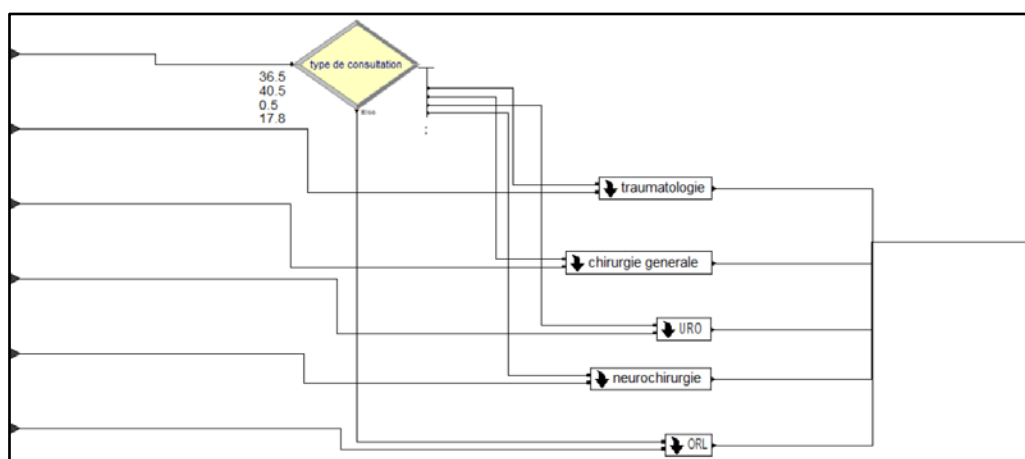 type de consultation
36.5
40.5
0.5
17.8
Else
traumatologie
chirurgie generale
URO
neurochirurgie
ORL